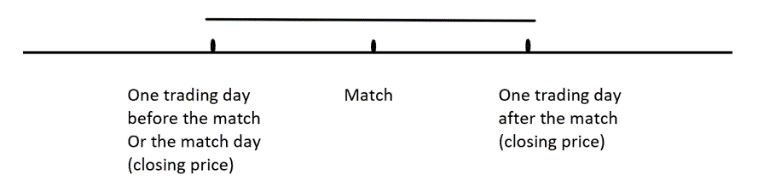 One trading day
before the match
Or the match day
(closing price)
Match
One trading day
after the match
(closing price)